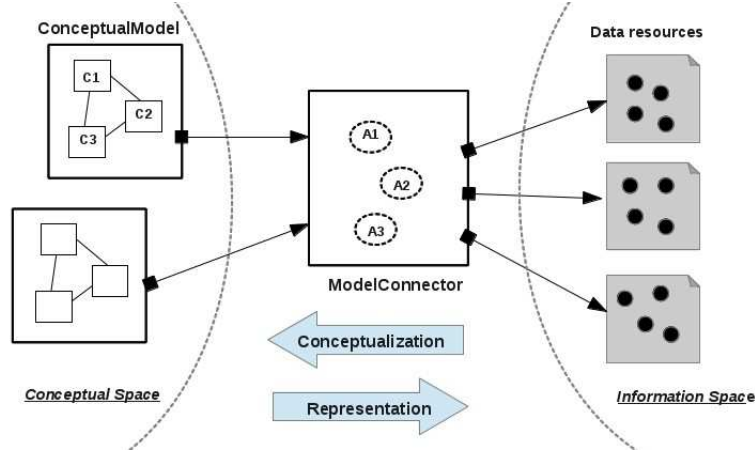 ConceptualModel
Data resources
C1
C2
C3
A1
A2
A3
ModelConnector
Conceptualization
Conceptual Space
Representation
Information Space